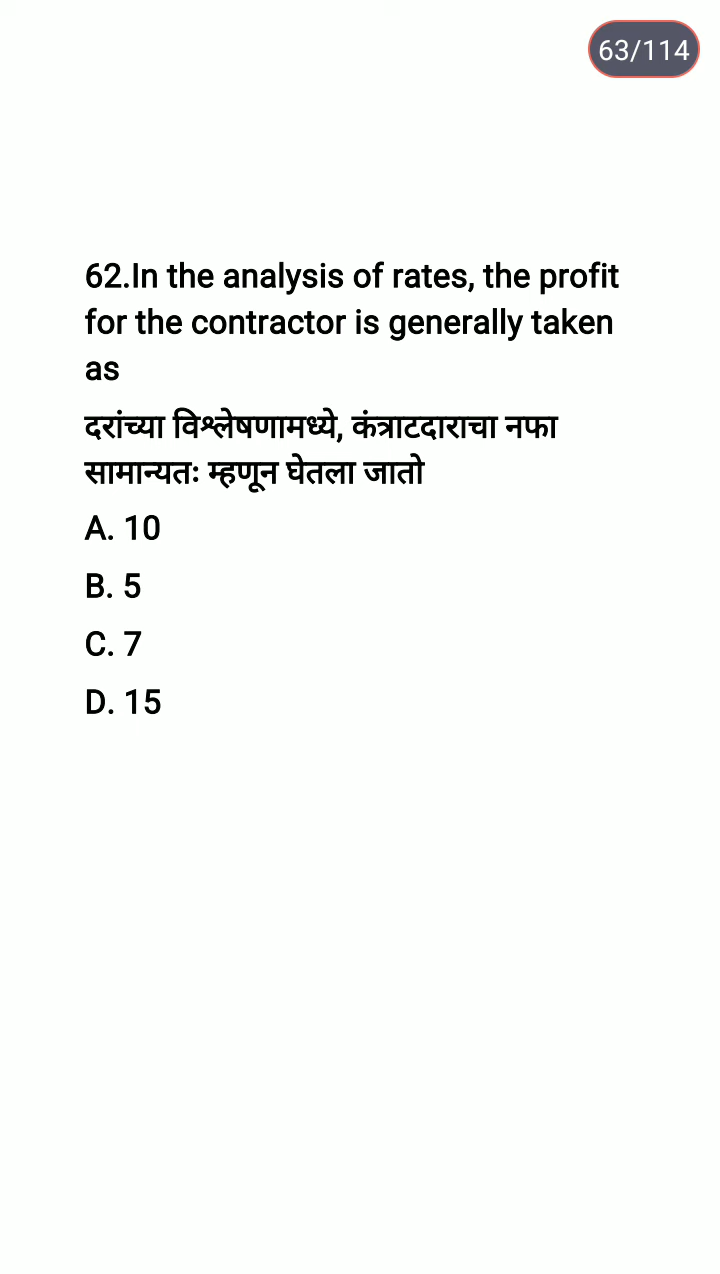 63/114
62.In the analysis of rates, the profit
for the contractor is generally taken
as
दरांच्या विश्लेषणामध्ये, कंत्राटदाराचा नफा
सामान्यतः म्हणून घेतला जातो
A. 10
B. 5
C. 7
D. 15